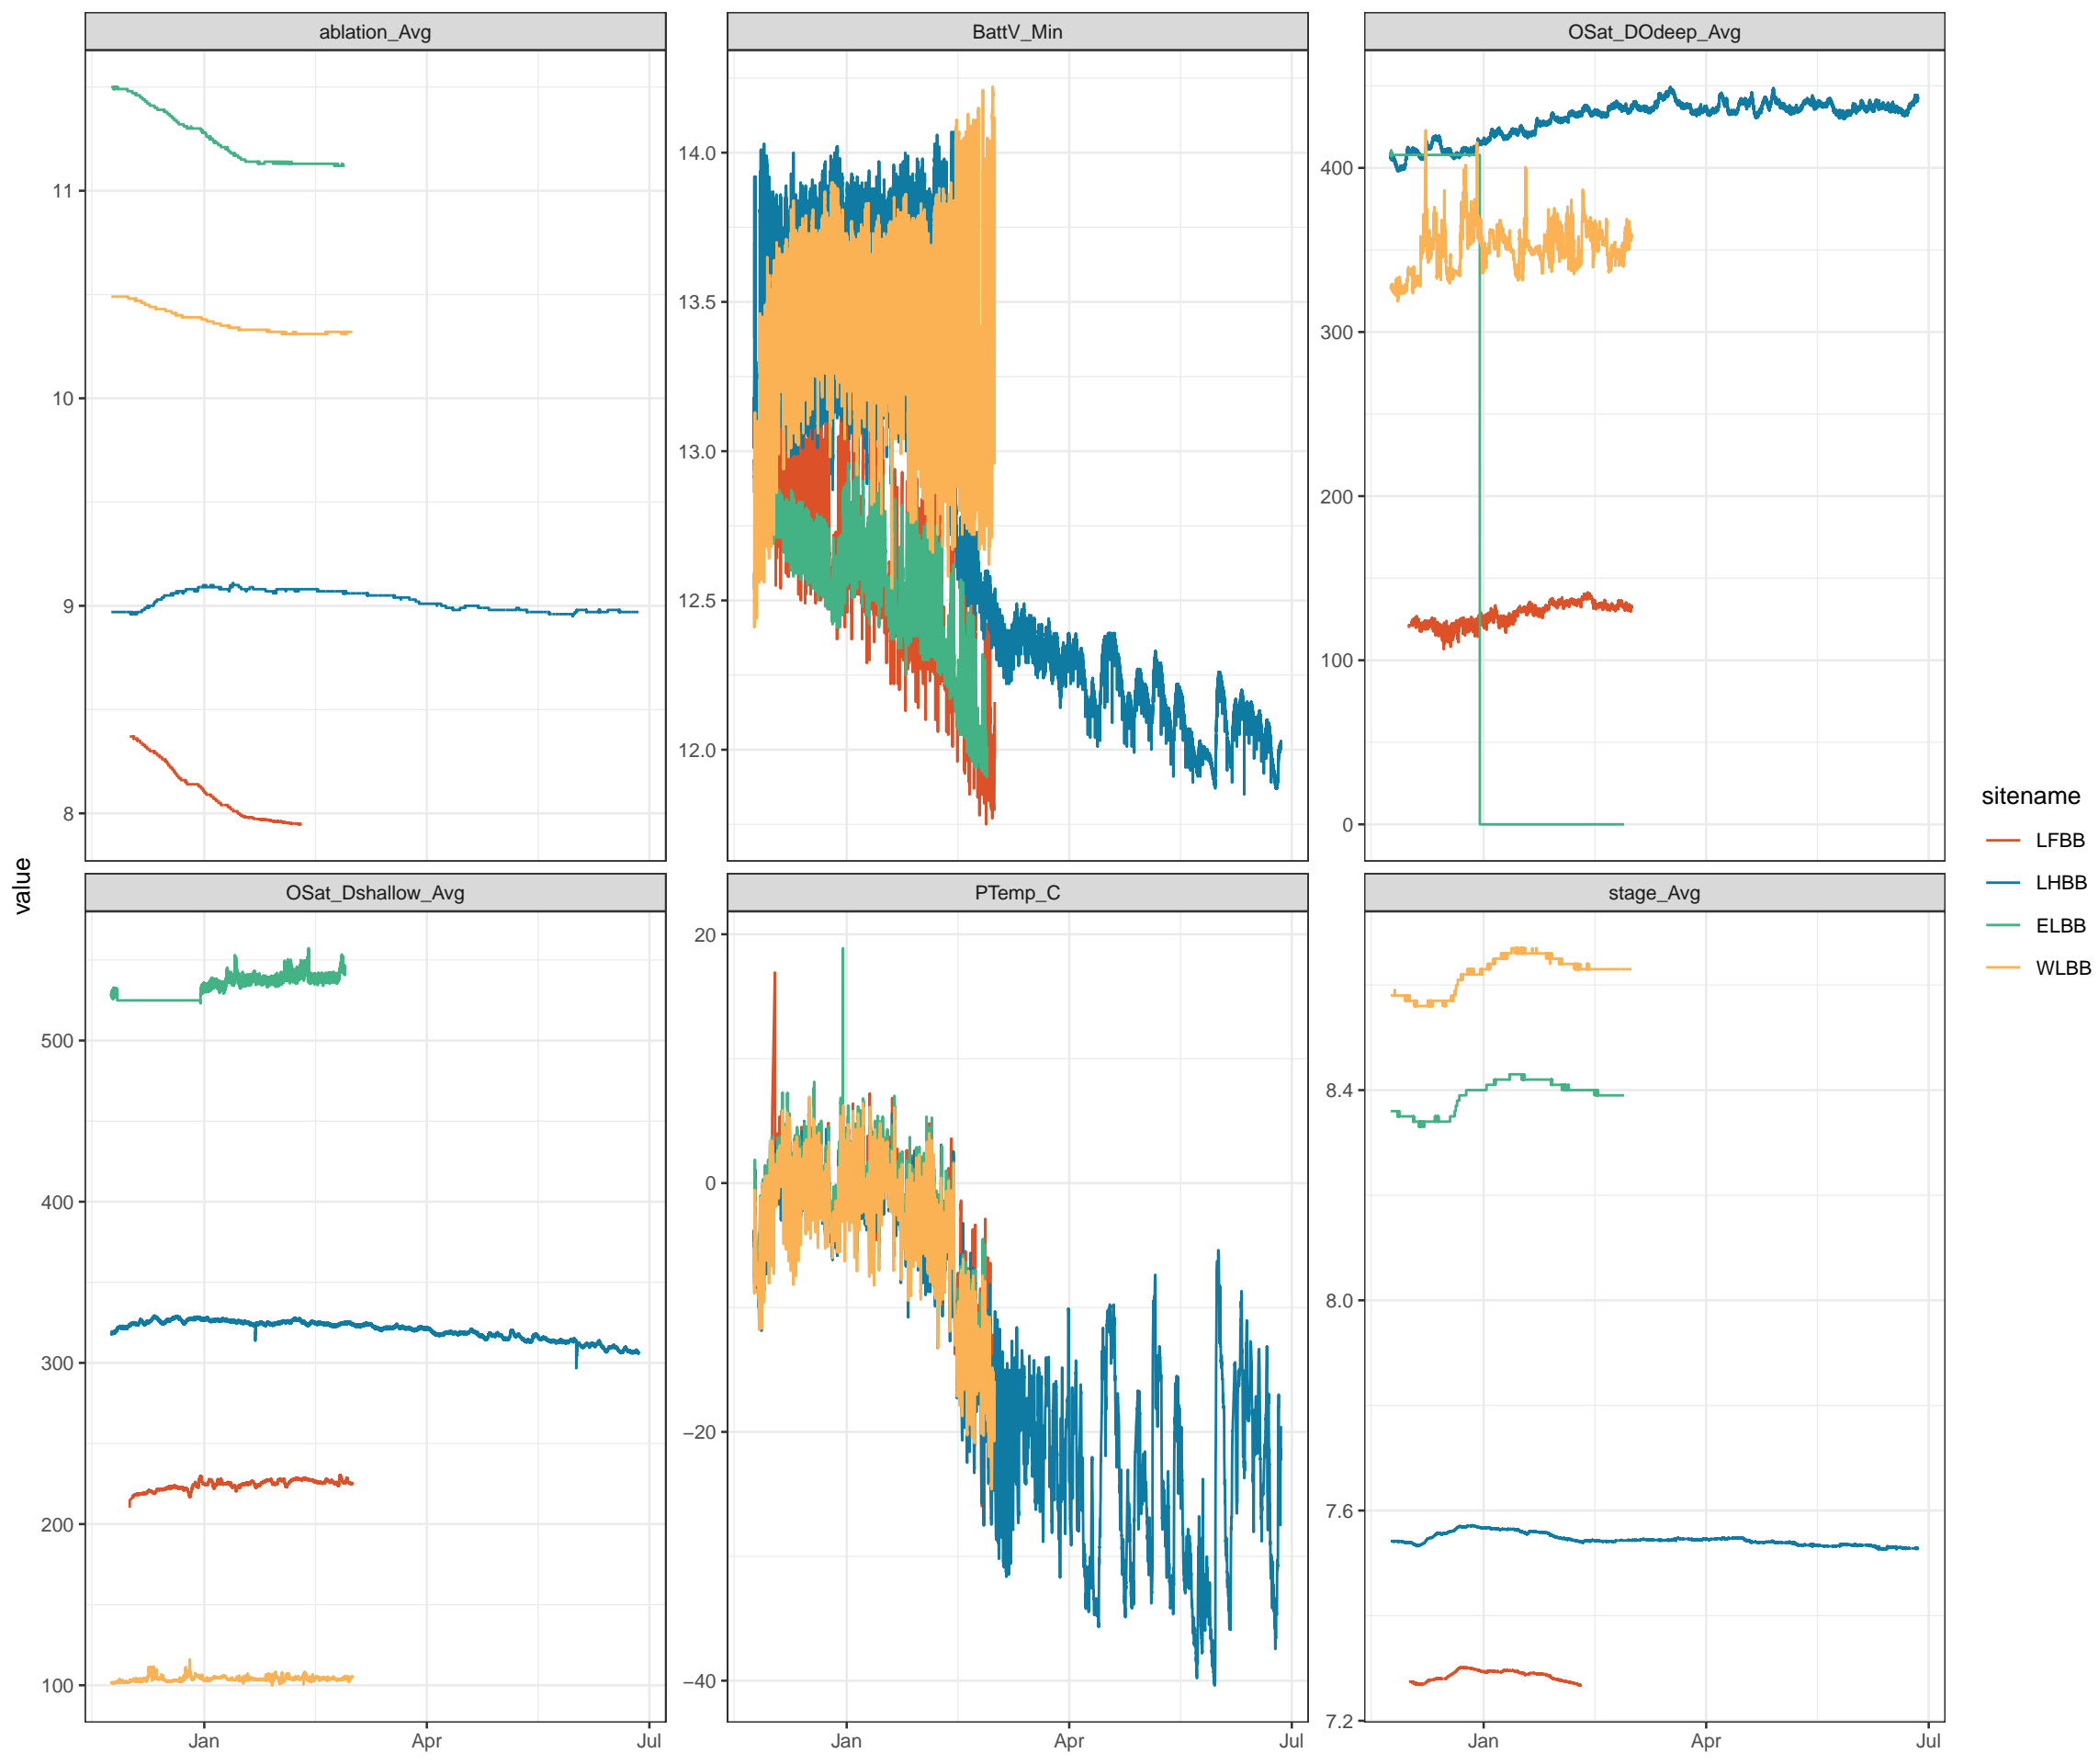 ablation_Avg
BattV_Min
OSat_DOdeep_Avg
11
10
9
8
14.0
13.5
13.0
12.5
12.0
400
300
200
100
0
value
OSat_Dshallow_Avg
PTemp_C
stage_Avg
500
400
300
200
100
20
0
−20
−40
8.4
8.0
7.6
7.2
Jan
Apr
Jul
Jan
Apr
Jul
Jan
Apr
Jul
sitename
LFBB
LHBB
ELBB
WLBB